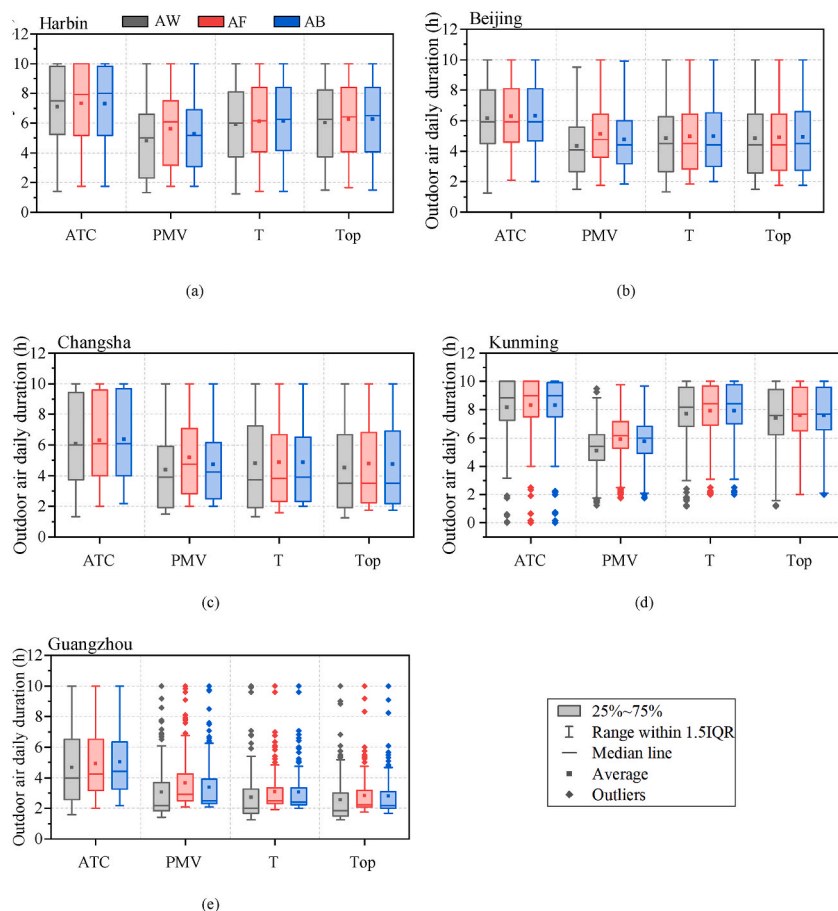 Harbin
AW AF AB
Outdoor air daily duration (h)
12
10
8
6
4
2
0
ATC PMV T Top
(a)
Beijing
Outdoor air daily duration (h)
12
10
8
6
4
2
0
ATC PMV T Top
(b)
Changsha
Outdoor air daily duration (h)
12
10
8
6
4
2
0
ATC PMV T Top
(c)
Kunming
Outdoor air daily duration (h)
12
10
8
6
4
2
0
ATC PMV T Top
(d)
Guangzhou
Outdoor air daily duration (h)
12
10
8
6
4
2
0
ATC PMV T Top
(e)
25%~75%
Range within 1.5IQR
Median line
Average
Outliers